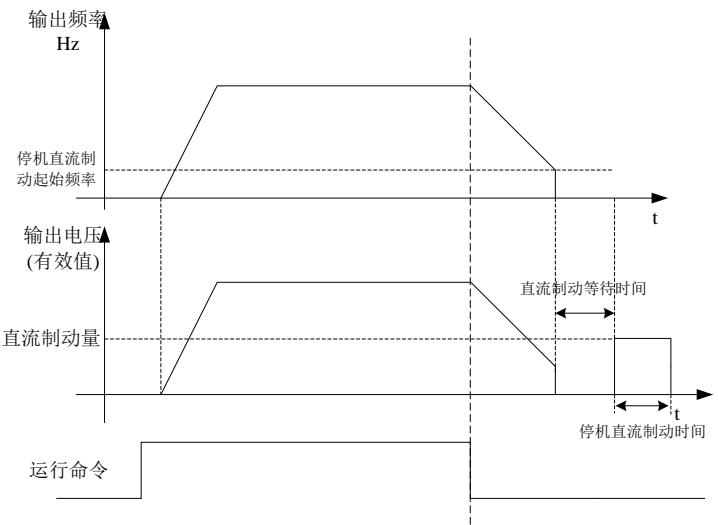 输出频率
Hz
停机直流制
动起始频率
t
输出电压
(有效值)
直流制动等待时间
直流制动量
t
停机直流制动时间
运行命令